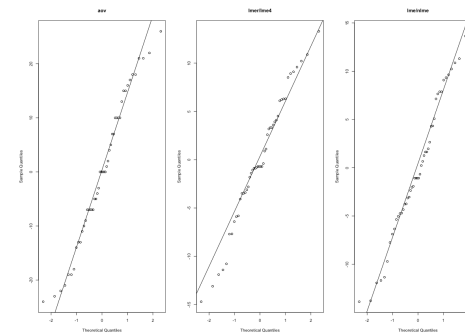 aov
20
10
0
-10
-20
Sample Quantiles
-2 -1 0 1 2
Theoretical Quantiles
lmer/lme4
10
5
0
-5
-10
-15
Sample Quantiles
-2 -1 0 1 2
Theoretical Quantiles
lme/nlme
15
10
5
0
-5
-10
Sample Quantiles
-2 -1 0 1 2
Theoretical Quantiles